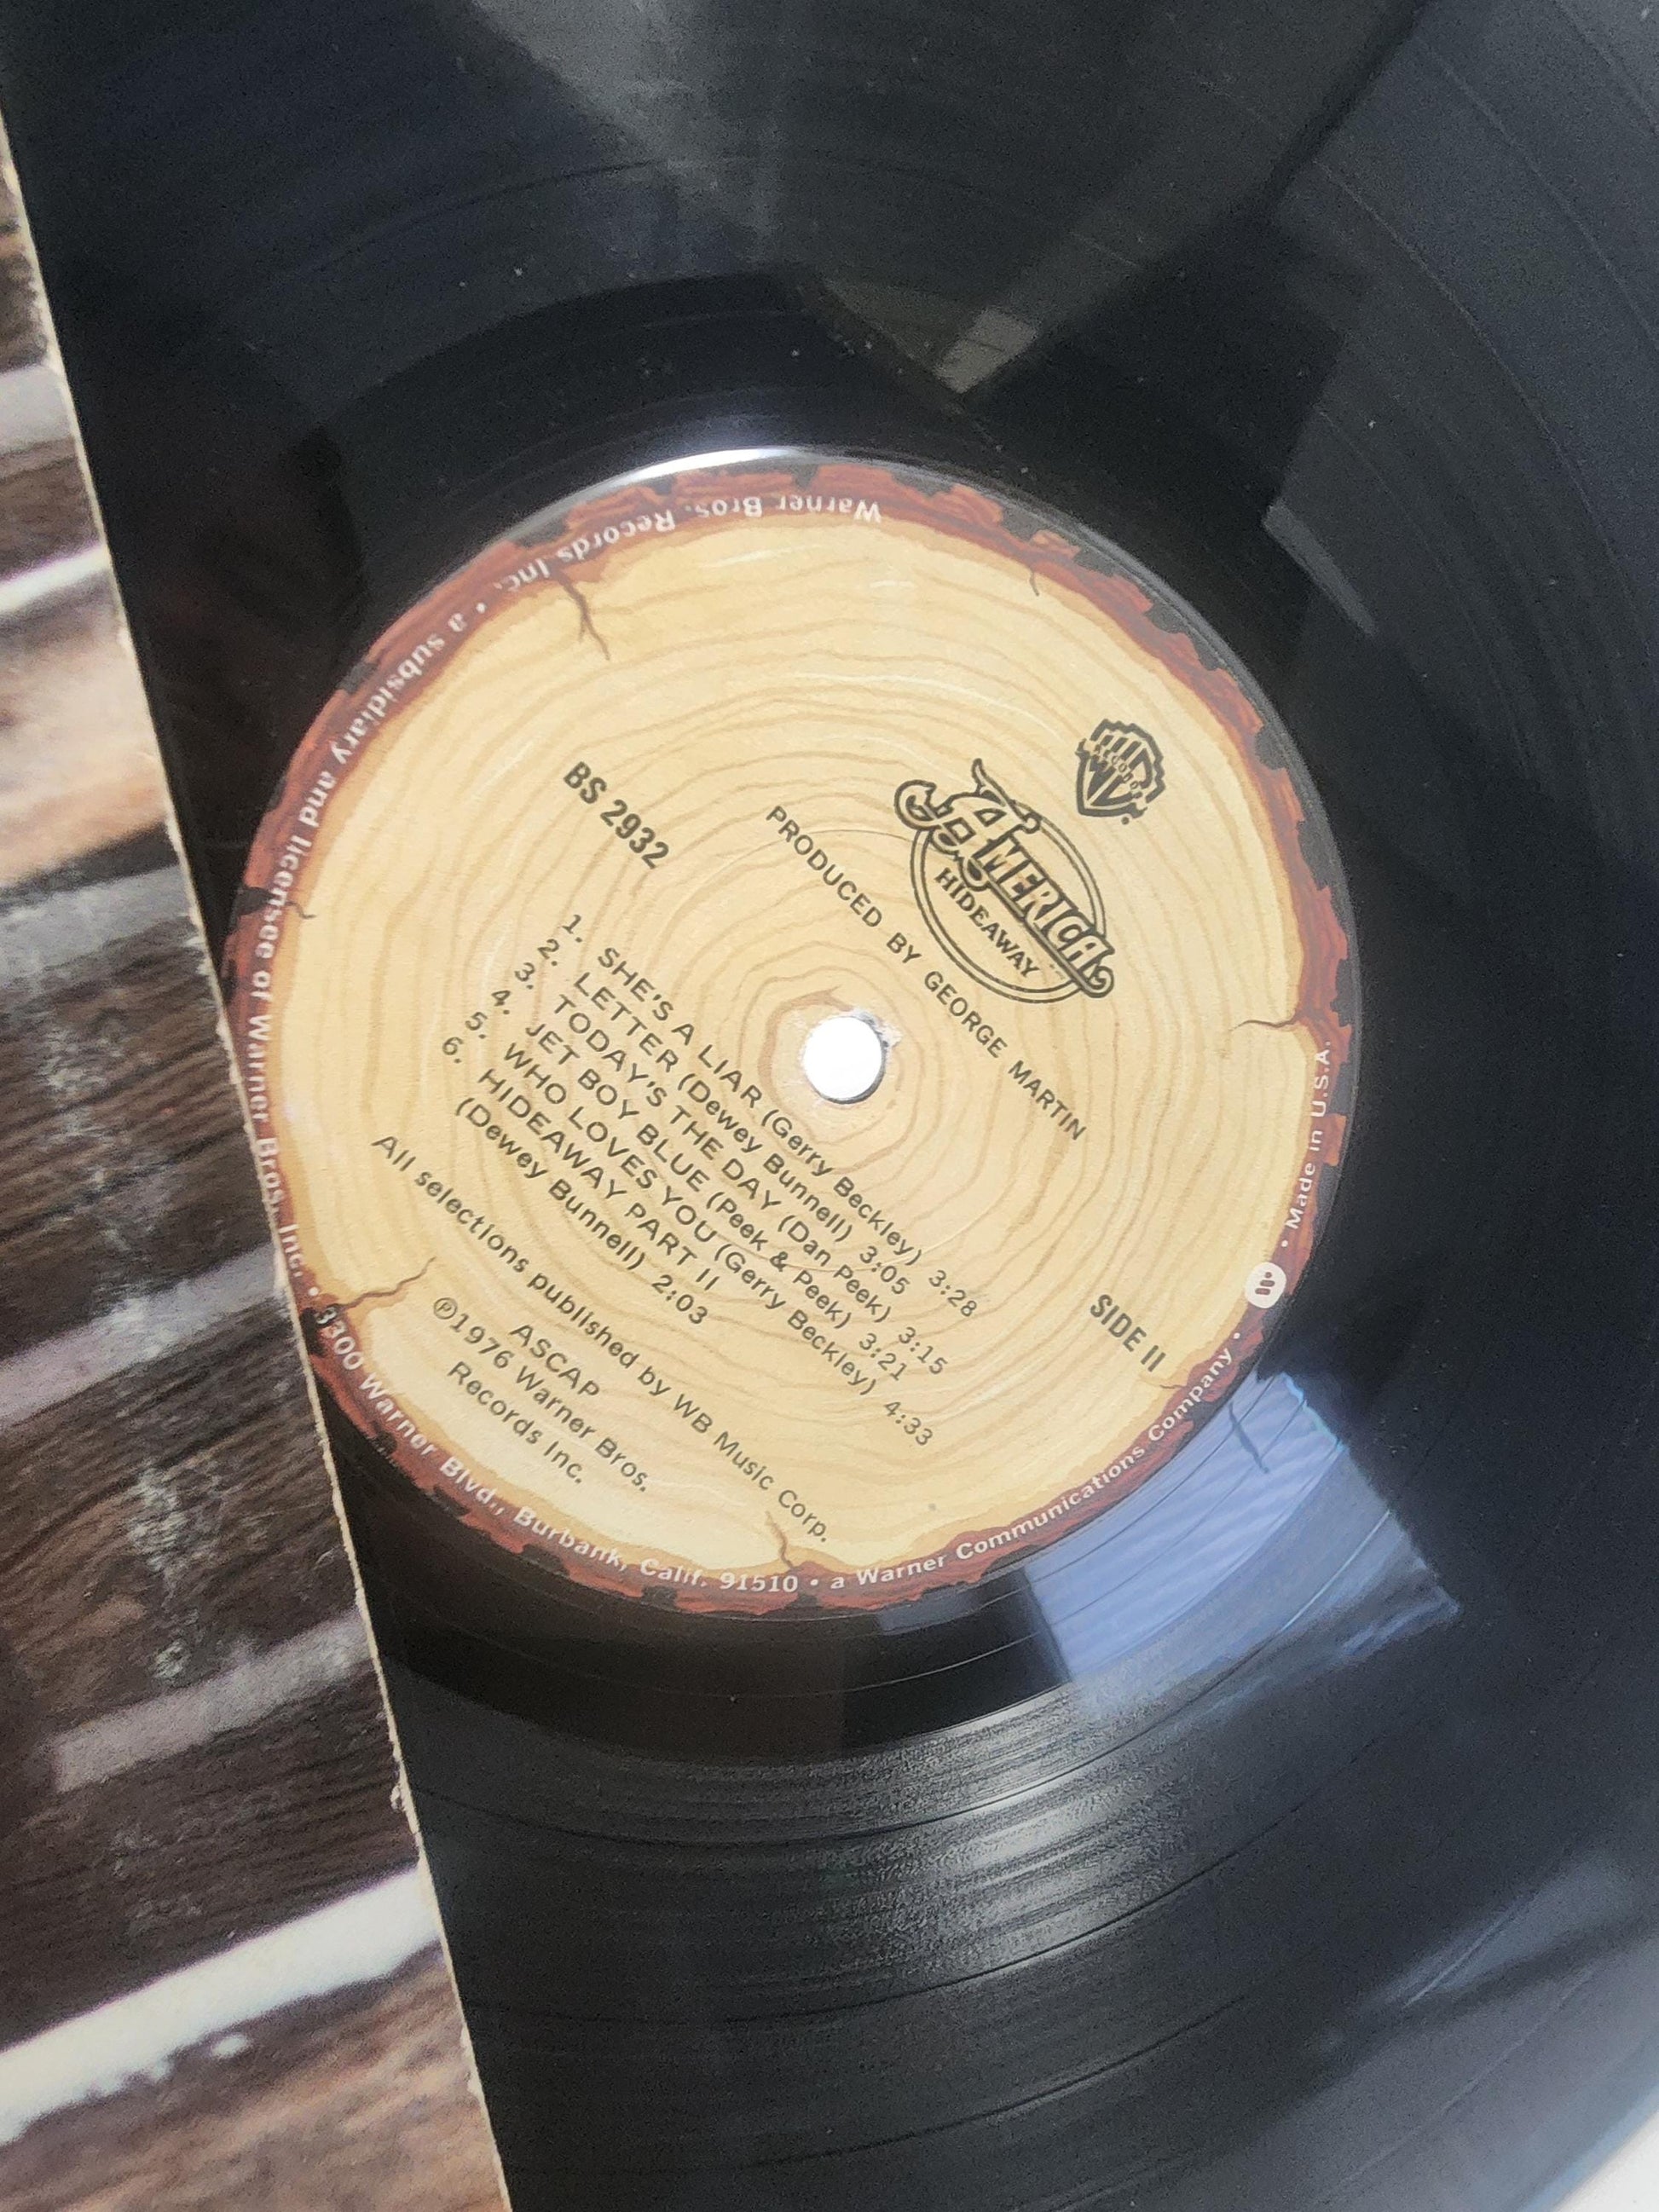 WB
RECORDS
AMERICA
HIDEAWAY
PRODUCED BY GEORGE MARTIN
BS 2932
SIDE II
1. SHE'S A LIAR (Gerry Beckley) 3:28
2. LETTER (Dewey Bunnell) 3:05
3. TODAY'S THE DAY (Dan Peek) 3:15
4. JET BOY BLUE (Peek & Peek) 3:21
5. WHO LOVES YOU (Gerry Beckley) 4:33
6. HIDEAWAY PART II
(Dewey Bunnell) 2:03
All selections published by WB Music Corp.
ASCAP
℗1976 Warner Bros.
Records Inc.
Warner Bros. Records Inc. • a subsidiary and licensee of Warner Bros. Inc. • 3300 Warner Blvd., Burbank, Calif. 91510 • a Warner Communications Company • • Made in U.S.A.